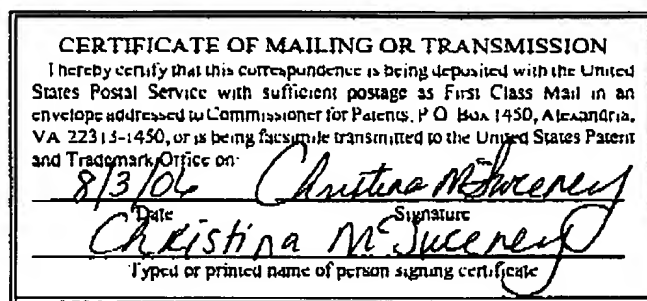 CERTIFICATE OF MAILING OR TRANSMISSION
I hereby certify that this correspondence is being deposited with the United
States Postal Service with sufficient postage as First Class Mail in an
envelope addressed to Commissioner for Patents, P O Box 1450, Alexandria,
VA 22313-1450, or is being facsimile transmitted to the United States Patent
and Trademark Office on:
8/3/06 Christina McSweeney
Date Signature
Christina McSweeney
Typed or printed name of person signing certificate